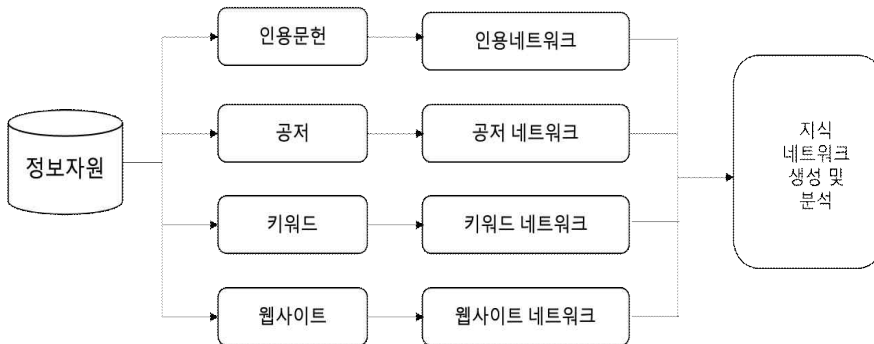 인용문헌
인용네트워크
공저
공저 네트워크
정보자원
지식
네트워크
생성 및
분석
키워드
키워드 네트워크
웹사이트
웹사이트 네트워크